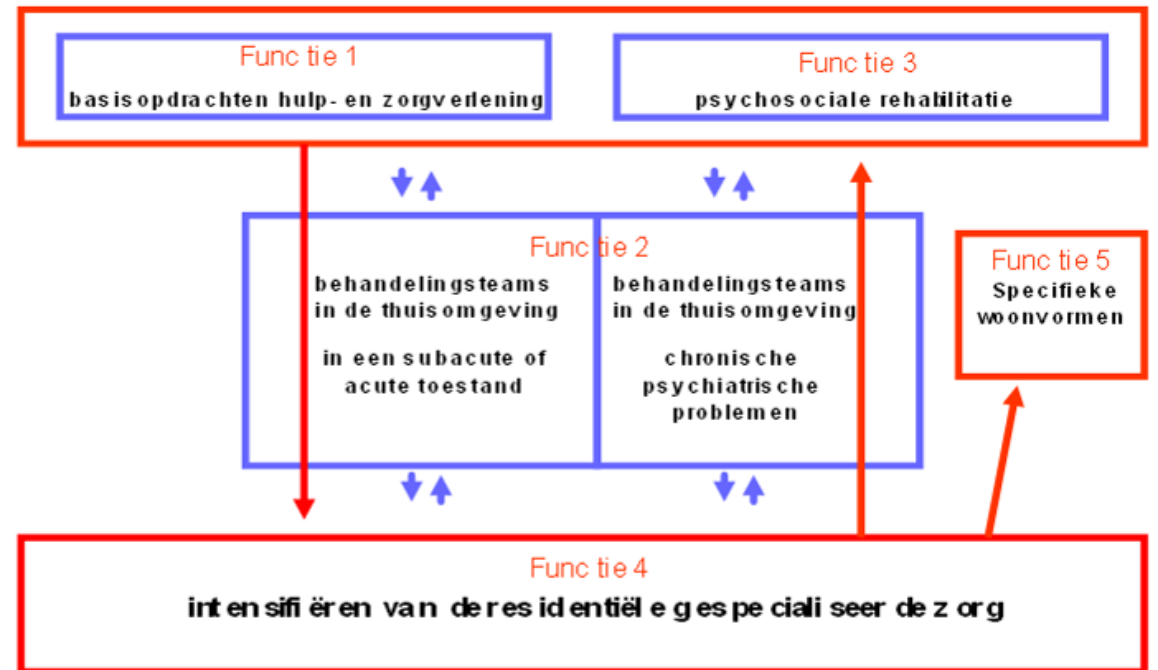 Functie 1
basisopdrachten hulp- en zorgverlening
Functie 3
psychosociale rehabilitatie
Functie 2
behandelingsteams
in de thuisomgeving
in een subacute of
acute toestand
behandelingsteams
in de thuisomgeving
chronische
psychiatrische
problemen
Functie 5
Specifieke
woonvormen
Functie 4
intensifiëren van de residentiële gespecialiseerde zorg